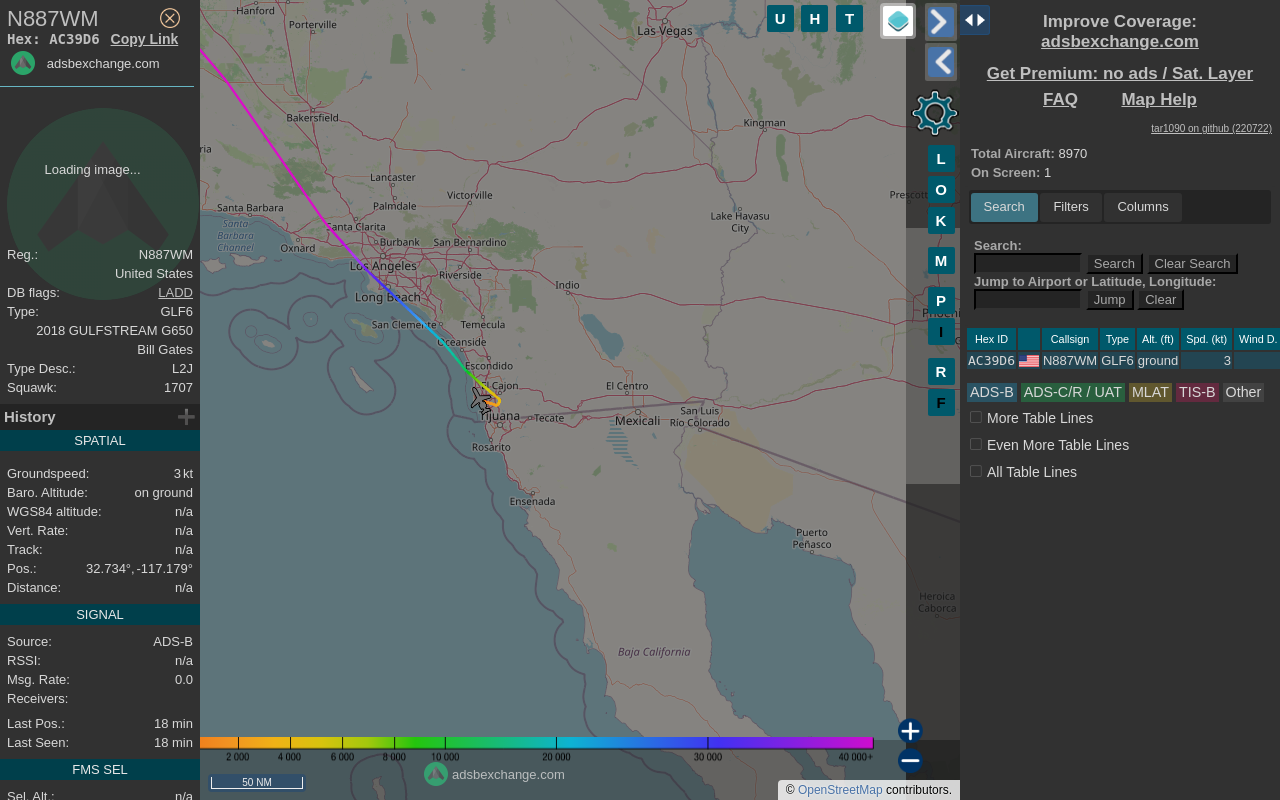 N887WM
Hex: AC39D6 Copy Link
adsbexchange.com
Loading image...
Reg.: N887WM
United States
DB flags: LADD
Type: GLF6
2018 GULFSTREAM G650
Bill Gates
Type Desc.: L2J
Squawk: 1707
History
SPATIAL
Groundspeed: 3 kt
Baro. Altitude: on ground
WGS84 altitude: n/a
Vert. Rate: n/a
Track: n/a
Pos.: 32.734°, -117.179°
Distance: n/a
SIGNAL
Source: ADS-B
RSSI: n/a
Msg. Rate: 0.0
Receivers:
Last Pos.: 18 min
Last Seen: 18 min
FMS SEL
Sel. Alt.: n/a
Hanford
Porterville
Las Vegas
Bakersfield
Kingman
ria
Lancaster
Palmdale
Victorville
Prescott
Santa Barbara
Santa Barbara Channel
Santa Clarita
Lake Havasu City
Oxnard
Burbank
San Bernardino
Los Angeles
Riverside
Indio
Long Beach
San Clemente
Temecula
Phoenix
Oceanside
Escondido
El Cajon
El Centro
San Luis Río Colorado
Tijuana
Tecate
Mexicali
Rosarito
Ensenada
Puerto Peñasco
Heroica Caborca
Baja California
U H T
L
O
K
M
P
I
R
F
2 000 4 000 6 000 8 000 10 000 20 000 30 000 40 000+
50 NM
adsbexchange.com
© OpenStreetMap contributors.
Improve Coverage:
adsbexchange.com
Get Premium: no ads / Sat. Layer
FAQ Map Help
tar1090 on github (220722)
Total Aircraft: 8970
On Screen: 1
Search Filters Columns
Search:
Search Clear Search
Jump to Airport or Latitude, Longitude:
Jump Clear
Hex ID Callsign Type Alt. (ft) Spd. (kt) Wind D.
AC39D6 N887WM GLF6 ground 3
ADS-B ADS-C/R / UAT MLAT TIS-B Other
More Table Lines
Even More Table Lines
All Table Lines